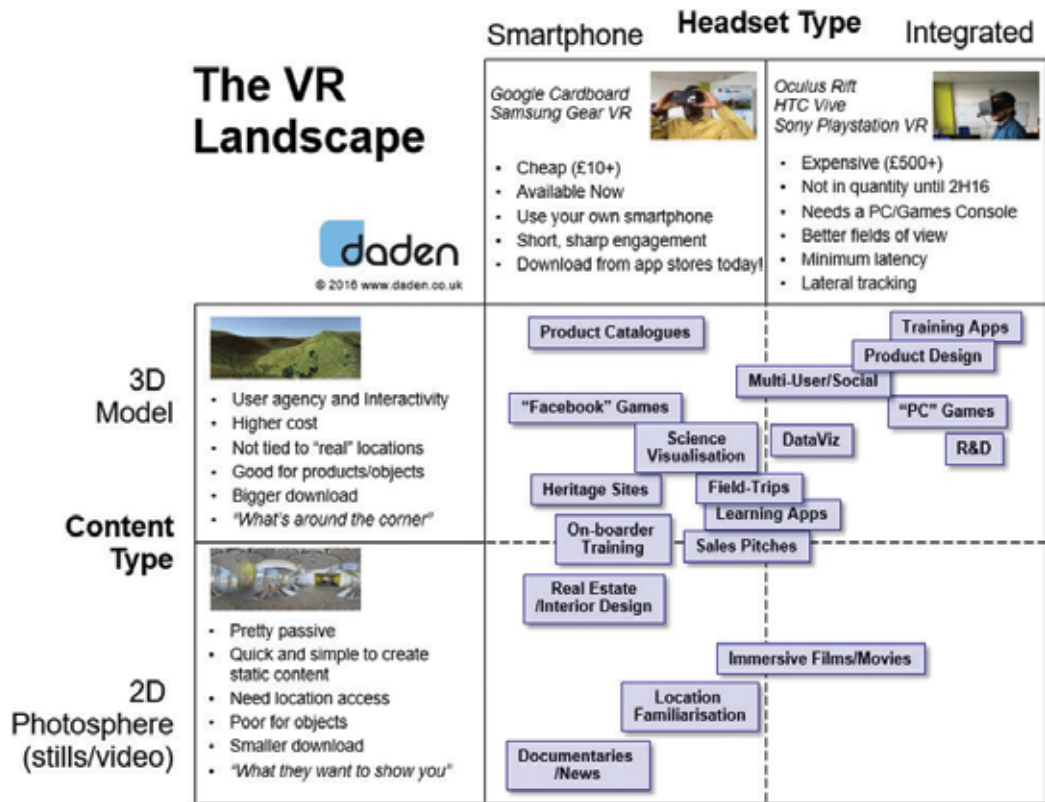 Headset Type
Smartphone
Integrated
The VR
Landscape
daden
© 2016 www.daden.co.uk
Google Cardboard
Samsung Gear VR
• Cheap (£10+)
• Available Now
• Use your own smartphone
• Short, sharp engagement
• Download from app stores today!
Oculus Rift
HTC Vive
Sony Playstation VR
• Expensive (£500+)
• Not in quantity until 2H16
• Needs a PC/Games Console
• Better fields of view
• Minimum latency
• Lateral tracking
Content
Type
3D
Model
• User agency and Interactivity
• Higher cost
• Not tied to "real" locations
• Good for products/objects
• Bigger download
• "What's around the corner"
Product Catalogues
Training Apps
Product Design
Multi-User/Social
"Facebook" Games
"PC" Games
Science
Visualisation
DataViz
R&D
Heritage Sites
Field-Trips
Learning Apps
On-boarder
Training
Sales Pitches
2D
Photosphere
(stills/video)
• Pretty passive
• Quick and simple to create
static content
• Need location access
• Poor for objects
• Smaller download
• "What they want to show you"
Real Estate
/Interior Design
Immersive Films/Movies
Location
Familiarisation
Documentaries
/News